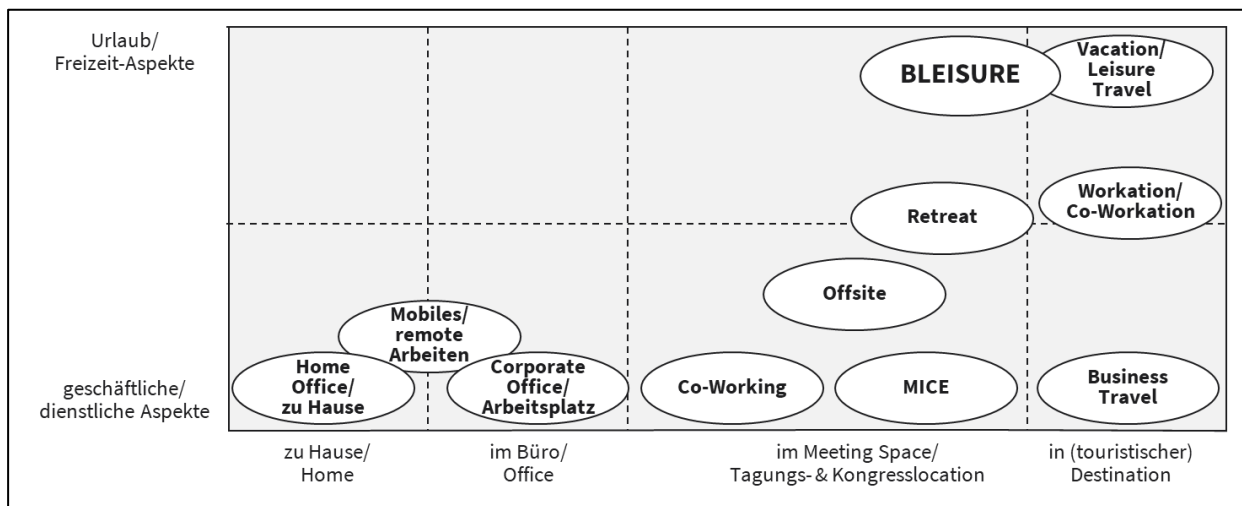 Urlaub/
Freizeit-Aspekte
BLEISURE
Vacation/
Leisure
Travel
Workation/
Co-Workation
Retreat
Offsite
Mobiles/
remote
Arbeiten
geschäftliche/
dienstliche Aspekte
Home
Office/
zu Hause
Corporate
Office/
Arbeitsplatz
Co-Working
MICE
Business
Travel
zu Hause/
Home
im Büro/
Office
im Meeting Space/
Tagungs- & Kongresslocation
in (touristischer)
Destination